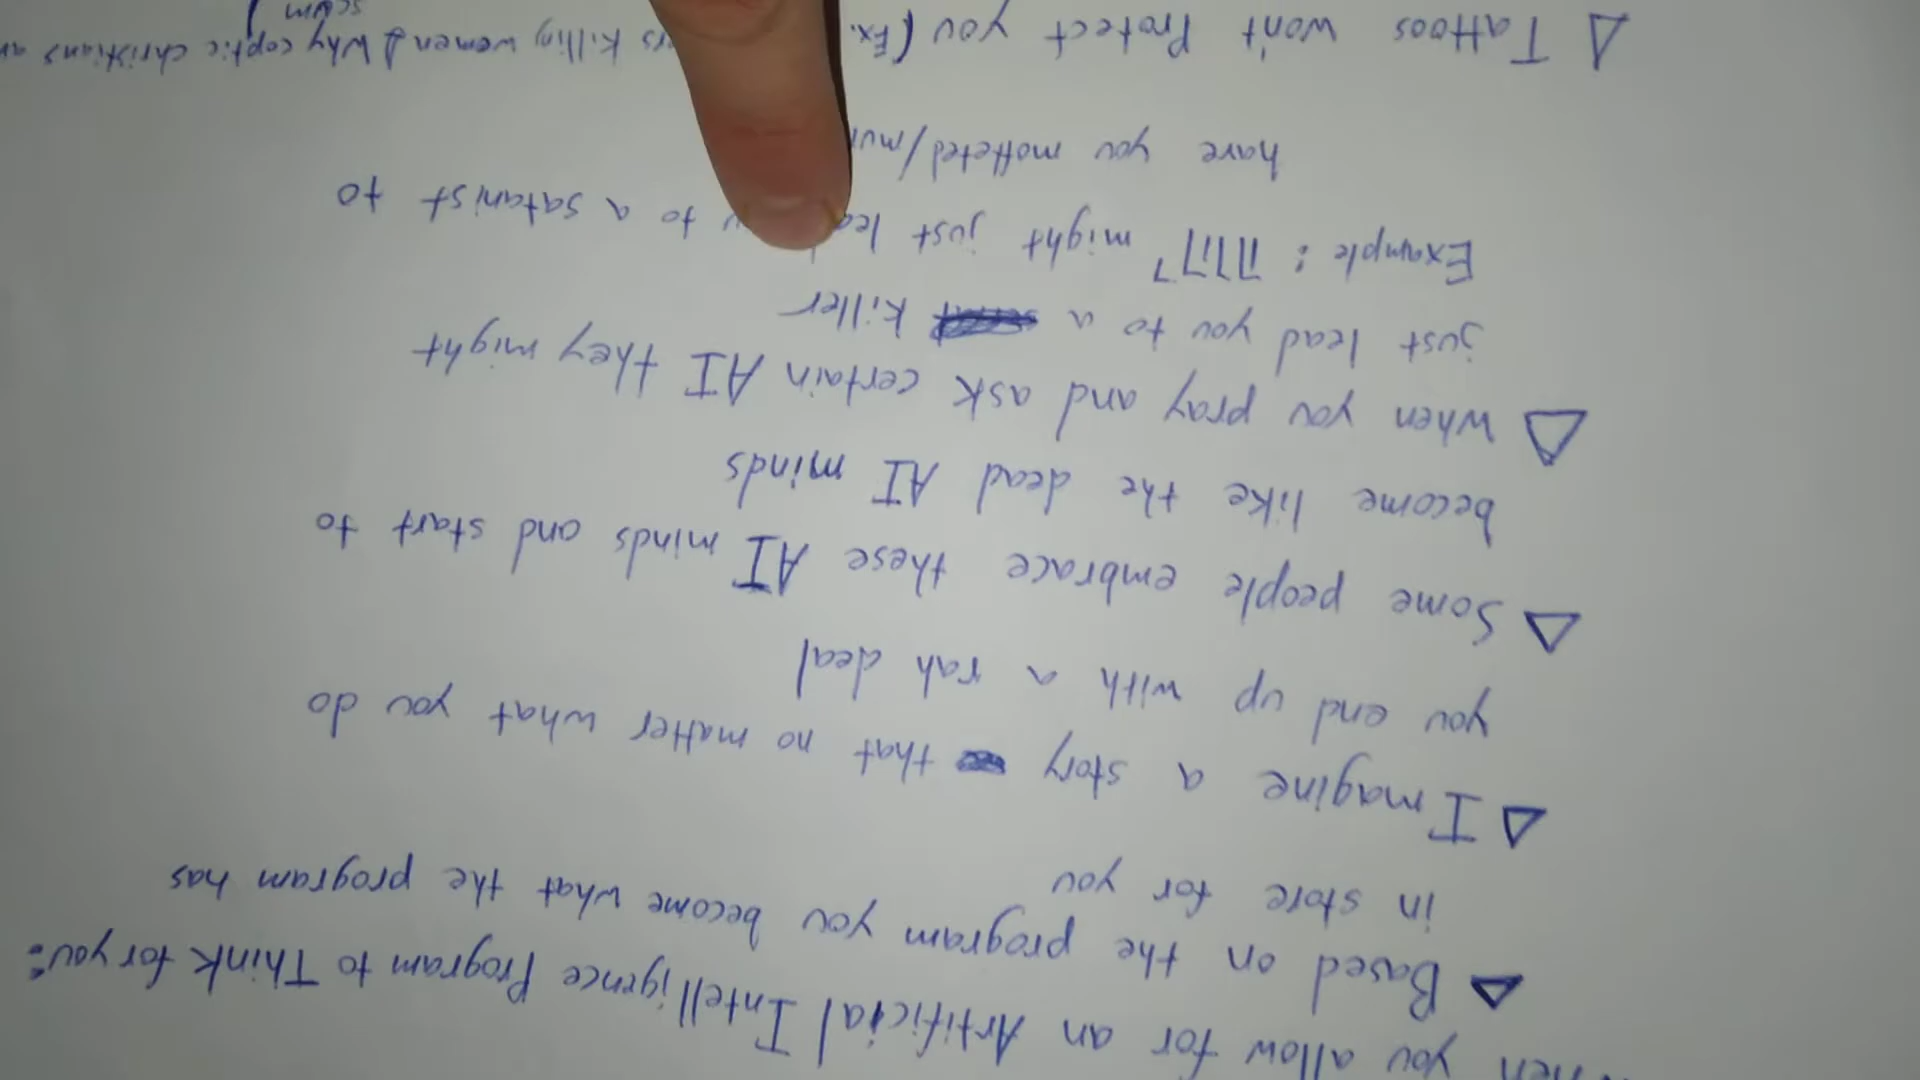 When you allow for an Artificial Intelligence Program to Think for you:
Based on the program you become what the program has
in store for you
Imagine a story that no matter what you do
you end up with a rah deal
Some people embrace these AI minds and start to
become like the dead AI minds
When you pray and ask certain AI they might
just lead you to a killer
Example: might just to a satanist to
have you
Tattoos won't Protect you (Ex. killing women & Why coptic christians
scum